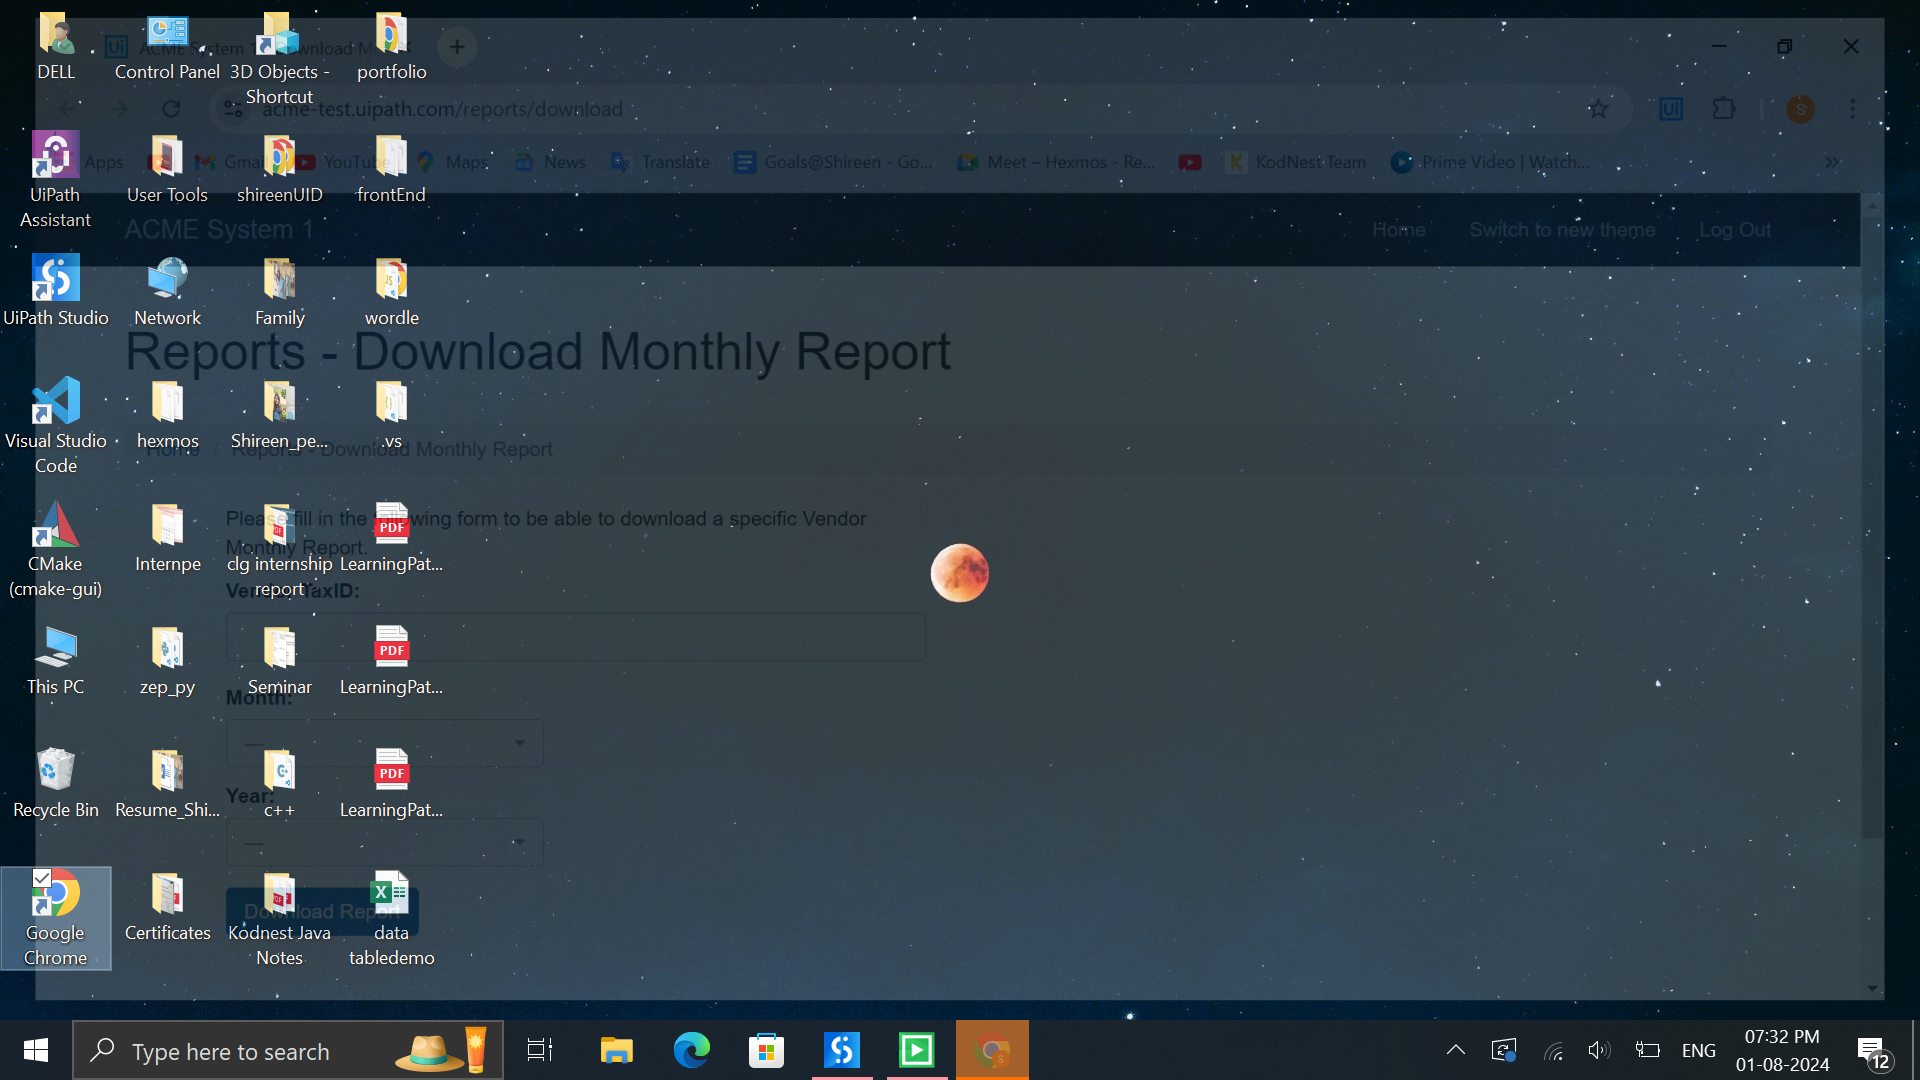 DELL
Control Panel
3D Objects -
Shortcut
portfolio
UiPath
Assistant
User Tools
shireenUID
frontEnd
UiPath Studio
Network
Family
wordle
Visual Studio
Code
hexmos
Shireen_pe...
.vs
CMake
(cmake-gui)
Internpe
clg internship
report
LearningPat...
This PC
zep_py
Seminar
LearningPat...
Recycle Bin
Resume_Shi...
c++
LearningPat...
Google
Chrome
Certificates
Kodnest Java
Notes
data
tabledemo
acme-test.uipath.com/reports/download
Apps
Gmail
YouTube
Maps
News
Translate
Goals@Shireen - Go...
Meet – Hexmos - Re...
KodNest Team
Prime Video | Watch...
ACME System 1
Home
Switch to new theme
Log Out
Reports - Download Monthly Report
Home / Reports - Download Monthly Report
Please fill in the following form to be able to download a specific Vendor
Monthly Report.
Vendor TaxID:
Month:
---
Year:
---
Download Report
Type here to search
ENG
07:32 PM
01-08-2024
12